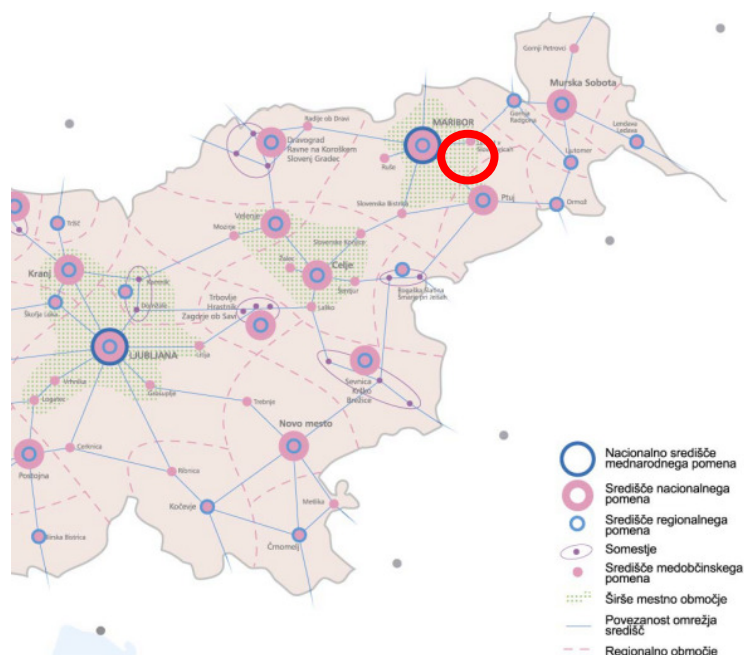 Gornji Petrovci
Murska Sobota
Radlje ob Dravi
MARIBOR
Gornja
Radgona
Lendava
Dravograd
Ravne na Koroškem
Slovenj Gradec
Ruše
Ljutomer
Ptuj
Ormož
Slovenska Bistrica
Velenje
Mozirje
Tržič
Slovenske Konjice
Žalec
Celje
Kranj
Kamnik
Šentjur
Rogaška Slatina
Šmarje pri Jelšah
Domžale
Trbovlje
Hrastnik
Zagorje ob Savi
Škofja Loka
Laško
LJUBLJANA
Litija
Vrhnika
Grosuplje
Sevnica
Krško
Brežice
Logatec
Trebnje
Novo mesto
Cerknica
Postojna
Ribnica
Kočevje
Metlika
Črnomelj
Ilirska Bistrica
Nacionalno središče
mednarodnega pomena
Središče nacionalnega
pomena
Središče regionalnega
pomena
Somestje
Središče medobčinskega
pomena
Širše mestno območje
Povezanost omrežja
središč
Regionalno območje